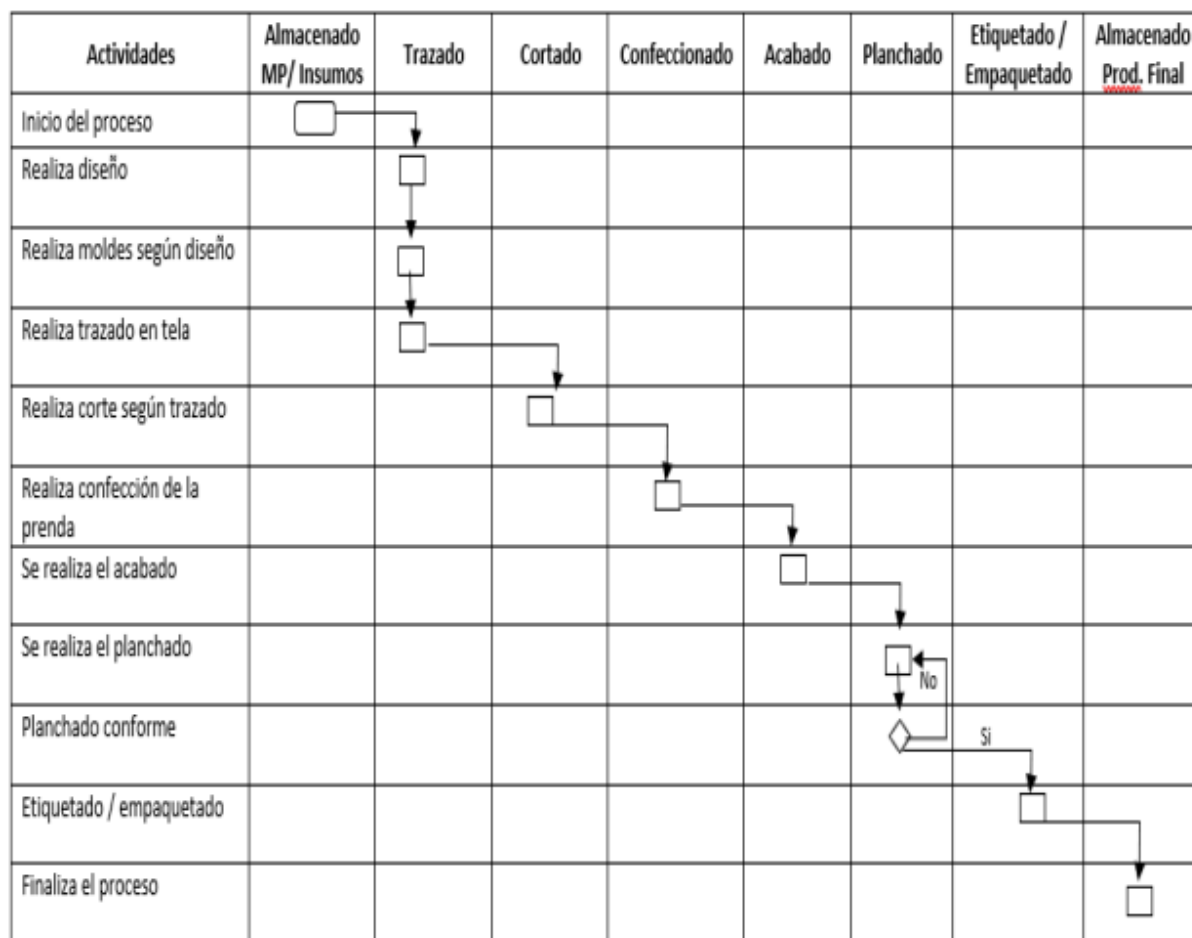 Actividades
Almacenado
MP/ Insumos
Trazado
Cortado
Confeccionado
Acabado
Planchado
Etiquetado /
Empaquetado
Almacenado
Prod. Final
Inicio del proceso
Realiza diseño
Realiza moldes según diseño
Realiza trazado en tela
Realiza corte según trazado
Realiza confección de la
prenda
Se realiza el acabado
Se realiza el planchado
No
Planchado conforme
Si
Etiquetado / empaquetado
Finaliza el proceso